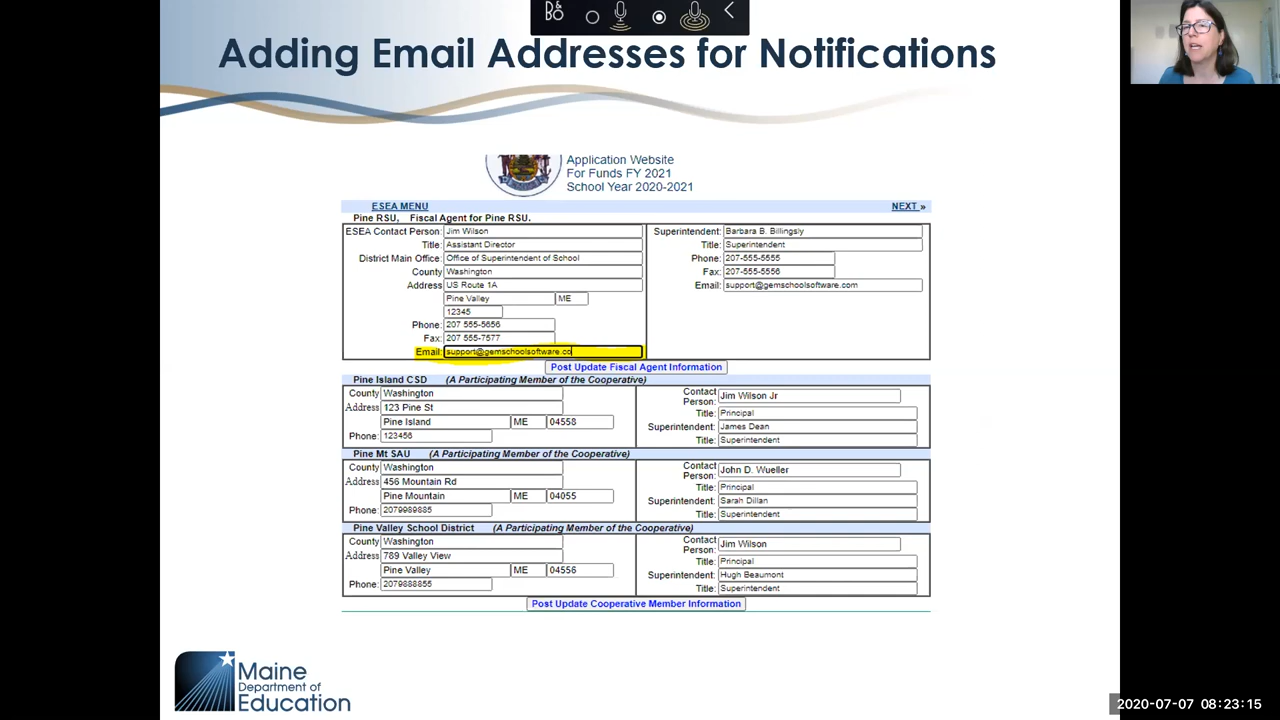 BO
Adding Email Addresses for Notifications
Application Website
For Funds FY 2021
School Year 2020-2021
ESEA MENU NEXT »
Pine RSU, Fiscal Agent for Pine RSU.
ESEA Contact Person: Jim Wilson Superintendent: Barbara B. Billingsly
Title: Assistant Director Title: Superintendent
District Main Office: Office of Superintendent of School Phone: 207-555-5555
County Washington Fax: 207-555-5556
Address US Route 1A Email: support@gemschoolsoftware.com
Pine Valley ME
12345
Phone: 207 555-5656
Fax: 207 555-7577
Email: support@gemschoolsoftware.co
Post Update Fiscal Agent Information
Pine Island CSD (A Participating Member of the Cooperative)
County Washington Contact Person: Jim Wilson Jr
Address 123 Pine St Title: Principal
Pine Island ME 04558 Superintendent: James Dean
Phone: 123456 Title: Superintendent
Pine Mt SAU (A Participating Member of the Cooperative)
County Washington Contact Person: John D. Wueller
Address 456 Mountain Rd Title: Principal
Pine Mountain ME 04055 Superintendent: Sarah Dillan
Phone: 2079989885 Title: Superintendent
Pine Valley School District (A Participating Member of the Cooperative)
County Washington Contact Person: Jim Wilson
Address 789 Valley View Title: Principal
Pine Valley ME 04556 Superintendent: Hugh Beaumont
Phone: 2079888855 Title: Superintendent
Post Update Cooperative Member Information
Maine
Department of
Education
2020-07-07 08:23:15